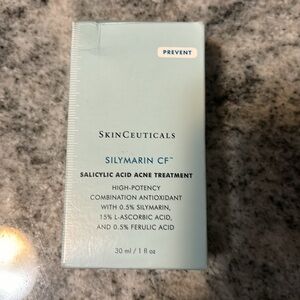 PREVENT
SKINCEUTICALS
SILYMARIN CF™
SALICYLIC ACID ACNE TREATMENT
HIGH-POTENCY
COMBINATION ANTIOXIDANT
WITH 0.5% SILYMARIN,
15% L-ASCORBIC ACID,
AND 0.5% FERULIC ACID
30 ml / 1 fl oz